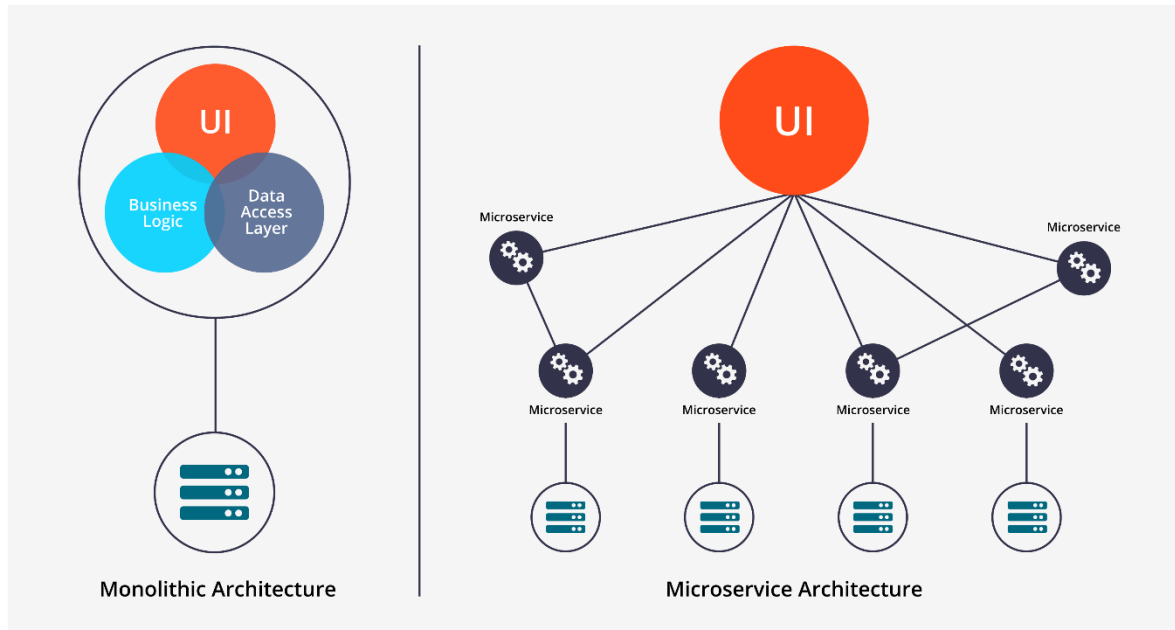 UI
Business
Logic
Data
Access
Layer
Monolithic Architecture
UI
Microservice
Microservice
Microservice
Microservice
Microservice
Microservice
Microservice Architecture